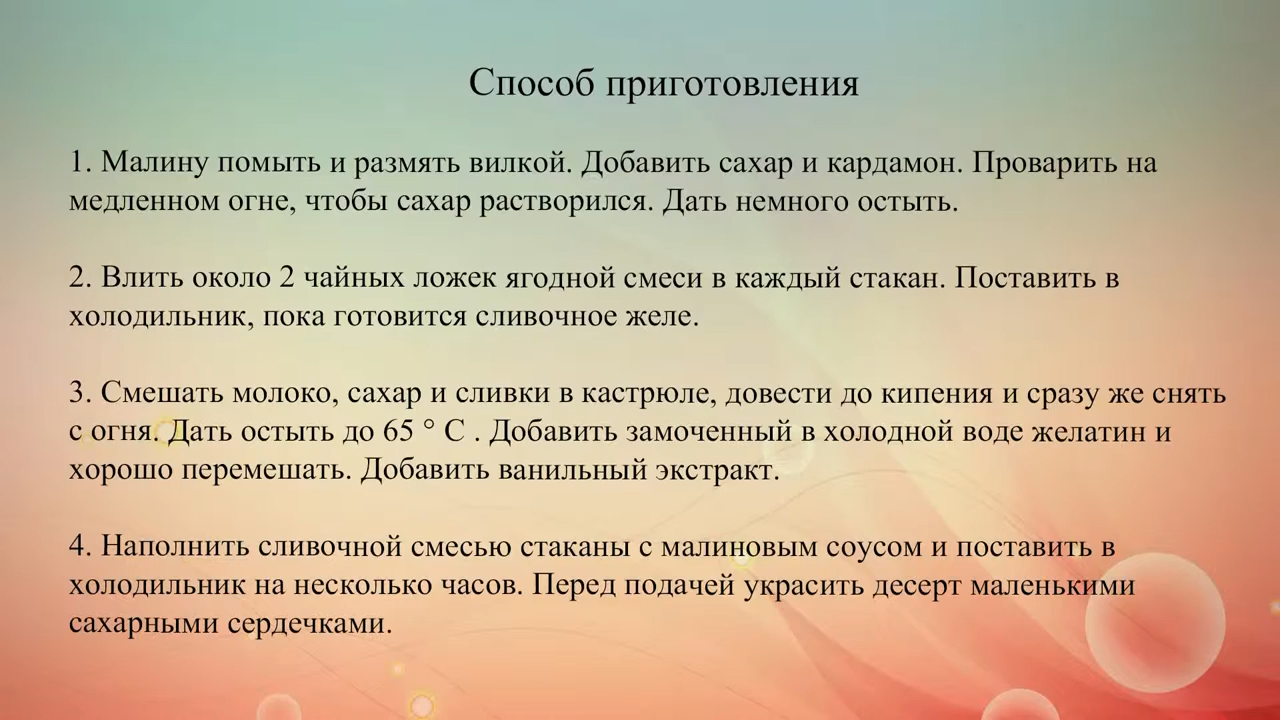 Способ приготовления
1. Малину помыть и размять вилкой. Добавить сахар и кардамон. Проварить на
медленном огне, чтобы сахар растворился. Дать немного остыть.
2. Влить около 2 чайных ложек ягодной смеси в каждый стакан. Поставить в
холодильник, пока готовится сливочное желе.
3. Смешать молоко, сахар и сливки в кастрюле, довести до кипения и сразу же снять
с огня. Дать остыть до 65 ° C . Добавить замоченный в холодной воде желатин и
хорошо перемешать. Добавить ванильный экстракт.
4. Наполнить сливочной смесью стаканы с малиновым соусом и поставить в
холодильник на несколько часов. Перед подачей украсить десерт маленькими
сахарными сердечками.